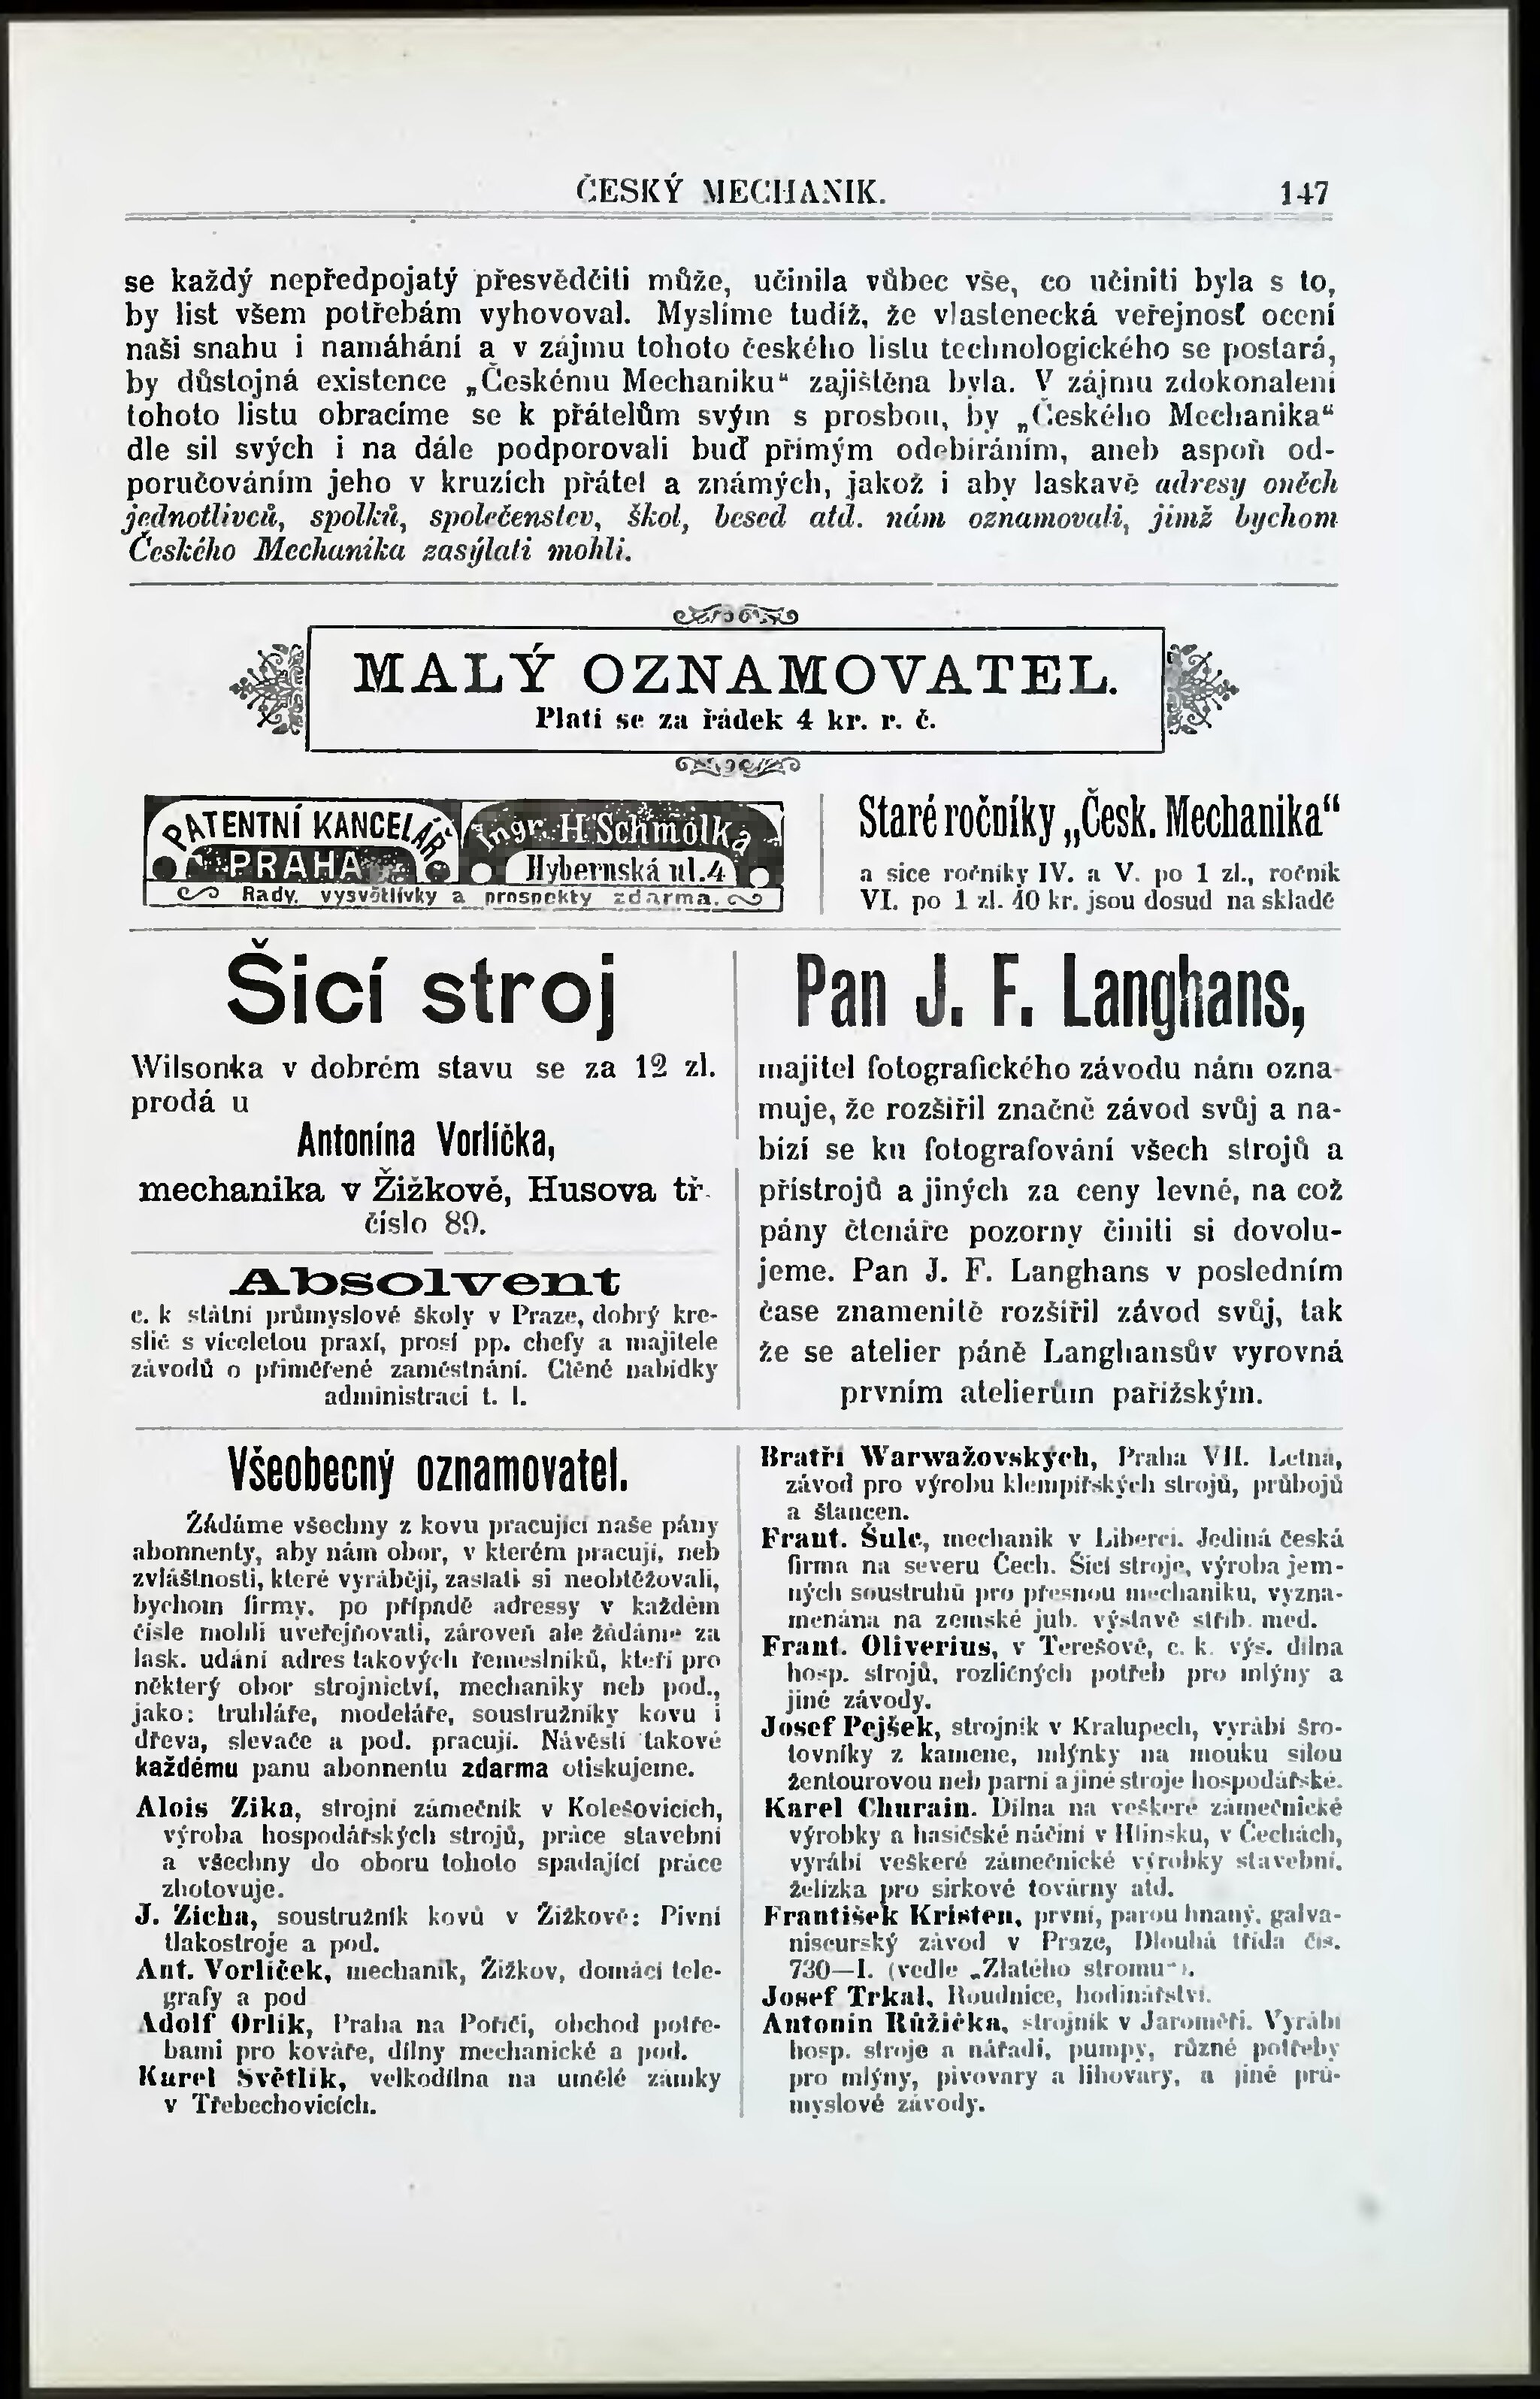 ČESKÝ MECHANIK. 147
se každý nepředpojatý přesvědčiti může, učinila vůbec vše, co učiniti byla s to,
by list všem potřebám vyhovoval. Myslíme tudíž, že vlastenecká veřejnosť ocení
naši snahu i namáhání a v zájmu tohoto českého listu technologického se postará,
by důstojná existence „Českému Mechaniku“ zajištěna byla. V zájmu zdokonalení
tohoto listu obracíme se k přátelům svým s prosbou, by „Českého Mechanika“
dle sil svých i na dále podporovali buď přímým odebíráním, aneb aspoň od-
poručováním jeho v kruzích přátel a známých, jakož i aby laskavě adresy oněch
jednotlivců, spolků, společenstev, škol, besed atd. nám oznamovali, jimž bychom
Českého Mechanika zasýlati mohli.
MALÝ OZNAMOVATEL.
Platí se za řádek 4 kr. r. č.
PATENTNÍ KANCELÁŘ
PRAHA
Ingr. H. Schmolka
Hybernská ul. 4
Rady, vysvětlivky a prospekty zdarma.
Staré ročníky „Česk. Mechanika“
a sice ročníky IV. a V. po 1 zl., ročník
VI. po 1 zl. 40 kr. jsou dosud na skladě
Šicí stroj
Wilsonka v dobrém stavu se za 12 zl.
prodá u
Antonína Vorlíčka,
mechanika v Žižkově, Husova tř.
číslo 89.
Absolvent
c. k státní průmyslové školy v Praze, dobrý kre-
slič s víceletou praxí, prosí pp. chefy a majitele
závodů o přiměřené zaměstnání. Ctěné nabídky
administraci t. l.
Pan J. F. Langhans,
majitel fotografického závodu nám ozna-
muje, že rozšířil značně závod svůj a na-
bízí se ku fotografování všech strojů a
přístrojů a jiných za ceny levné, na což
pány čtenáře pozorny činiti si dovolu-
jeme. Pan J. F. Langhans v posledním
čase znamenitě rozšířil závod svůj, tak
že se atelier páně Langhansův vyrovná
prvním atelierům pařížským.
Všeobecný oznamovatel.
Žádáme všechny z kovu pracující naše pány
abonnenty, aby nám obor, v kterém pracují, neb
zvláštnosti, které vyrábějí, zaslati si neobtěžovali,
bychom firmy, po případě adressy v každém
čísle mohli uveřejňovati, zároveň ale žádáme za
lask. udání adres takových řemeslníků, kteří pro
některý obor strojnictví, mechaniky neb pod.,
jako: truhláře, modeláře, soustružníky kovu i
dřeva, slevače a pod. pracují. Návěstí takové
každému panu abonnentu zdarma otiskujeme.
Alois Zika, strojní zámečník v Kolešovicích,
výroba hospodářských strojů, práce stavební
a všechny do oboru tohoto spadající práce
zhotovuje.
J. Zicha, soustružník kovů v Žižkově: Pivní
tlakostroje a pod.
Ant. Vorlíček, mechanik, Žižkov, domácí tele-
grafy a pod
Adolf Orlík, Praha na Poříčí, obchod potře-
bami pro kováře, dílny mechanické a pod.
Karel Světlík, velkodílna na umělé zámky
v Třebechovicích.
Bratří Warwažovských, Praha VII. Letná,
závod pro výrobu klempířských strojů, průbojů
a štancen.
Frant. Šulc, mechanik v Liberci. Jediná česká
firma na severu Čech. Šicí stroje, výroba jem-
ných soustruhů pro přesnou mechaniku, vyzna-
menána na zemské jub. výstavě stříb. med.
Frant. Oliverius, v Terešově, c. k. výs. dílna
hosp. strojů, rozličných potřeb pro mlýny a
jiné závody.
Josef Pejšek, strojník v Kralupech, vyrábí šro-
tovníky z kamene, mlýnky na mouku silou
žentourovou neb parní a jiné stroje hospodářské.
Karel Churain. Dílna na veškeré zámečnické
výrobky a hasičské náčiní v Hlinsku, v Čechách,
vyrábí veškeré zámečnické výrobky stavební,
želízka pro sirkové továrny atd.
František Kristen, první, parou hnaný, galva-
niseurský závod v Praze, Dlouhá třída čís.
730—I. (vedle „Zlatého stromu“).
Josef Trkal, Roudnice, hodinářství.
Antonín Růžička, strojník v Jaroměři. Vyrábí
hosp. stroje a nářadí, pumpy, různé potřeby
pro mlýny, pivovary a lihovary, a jiné prů-
myslové závody.